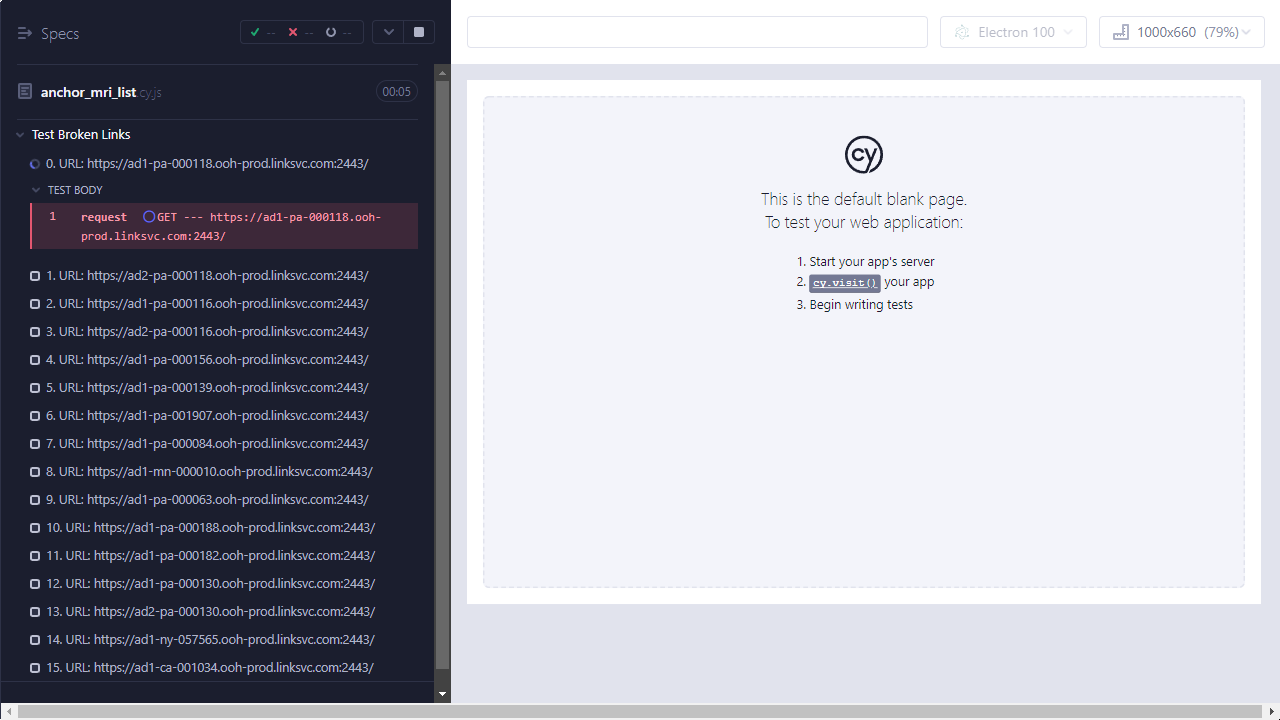 Specs
--
--
--
Electron 100
1000x660 (79%)
anchor_mri_list.cy.js
00:05
Test Broken Links
0. URL: https://ad1-pa-000118.ooh-prod.linksvc.com:2443/
TEST BODY
1 request GET --- https://ad1-pa-000118.ooh-
prod.linksvc.com:2443/
1. URL: https://ad2-pa-000118.ooh-prod.linksvc.com:2443/
2. URL: https://ad1-pa-000116.ooh-prod.linksvc.com:2443/
3. URL: https://ad2-pa-000116.ooh-prod.linksvc.com:2443/
4. URL: https://ad1-pa-000156.ooh-prod.linksvc.com:2443/
5. URL: https://ad1-pa-000139.ooh-prod.linksvc.com:2443/
6. URL: https://ad1-pa-001907.ooh-prod.linksvc.com:2443/
7. URL: https://ad1-pa-000084.ooh-prod.linksvc.com:2443/
8. URL: https://ad1-mn-000010.ooh-prod.linksvc.com:2443/
9. URL: https://ad1-pa-000063.ooh-prod.linksvc.com:2443/
10. URL: https://ad1-pa-000188.ooh-prod.linksvc.com:2443/
11. URL: https://ad1-pa-000182.ooh-prod.linksvc.com:2443/
12. URL: https://ad1-pa-000130.ooh-prod.linksvc.com:2443/
13. URL: https://ad2-pa-000130.ooh-prod.linksvc.com:2443/
14. URL: https://ad1-ny-057565.ooh-prod.linksvc.com:2443/
15. URL: https://ad1-ca-001034.ooh-prod.linksvc.com:2443/
cy
This is the default blank page.
To test your web application:
1. Start your app's server
2. cy.visit() your app
3. Begin writing tests